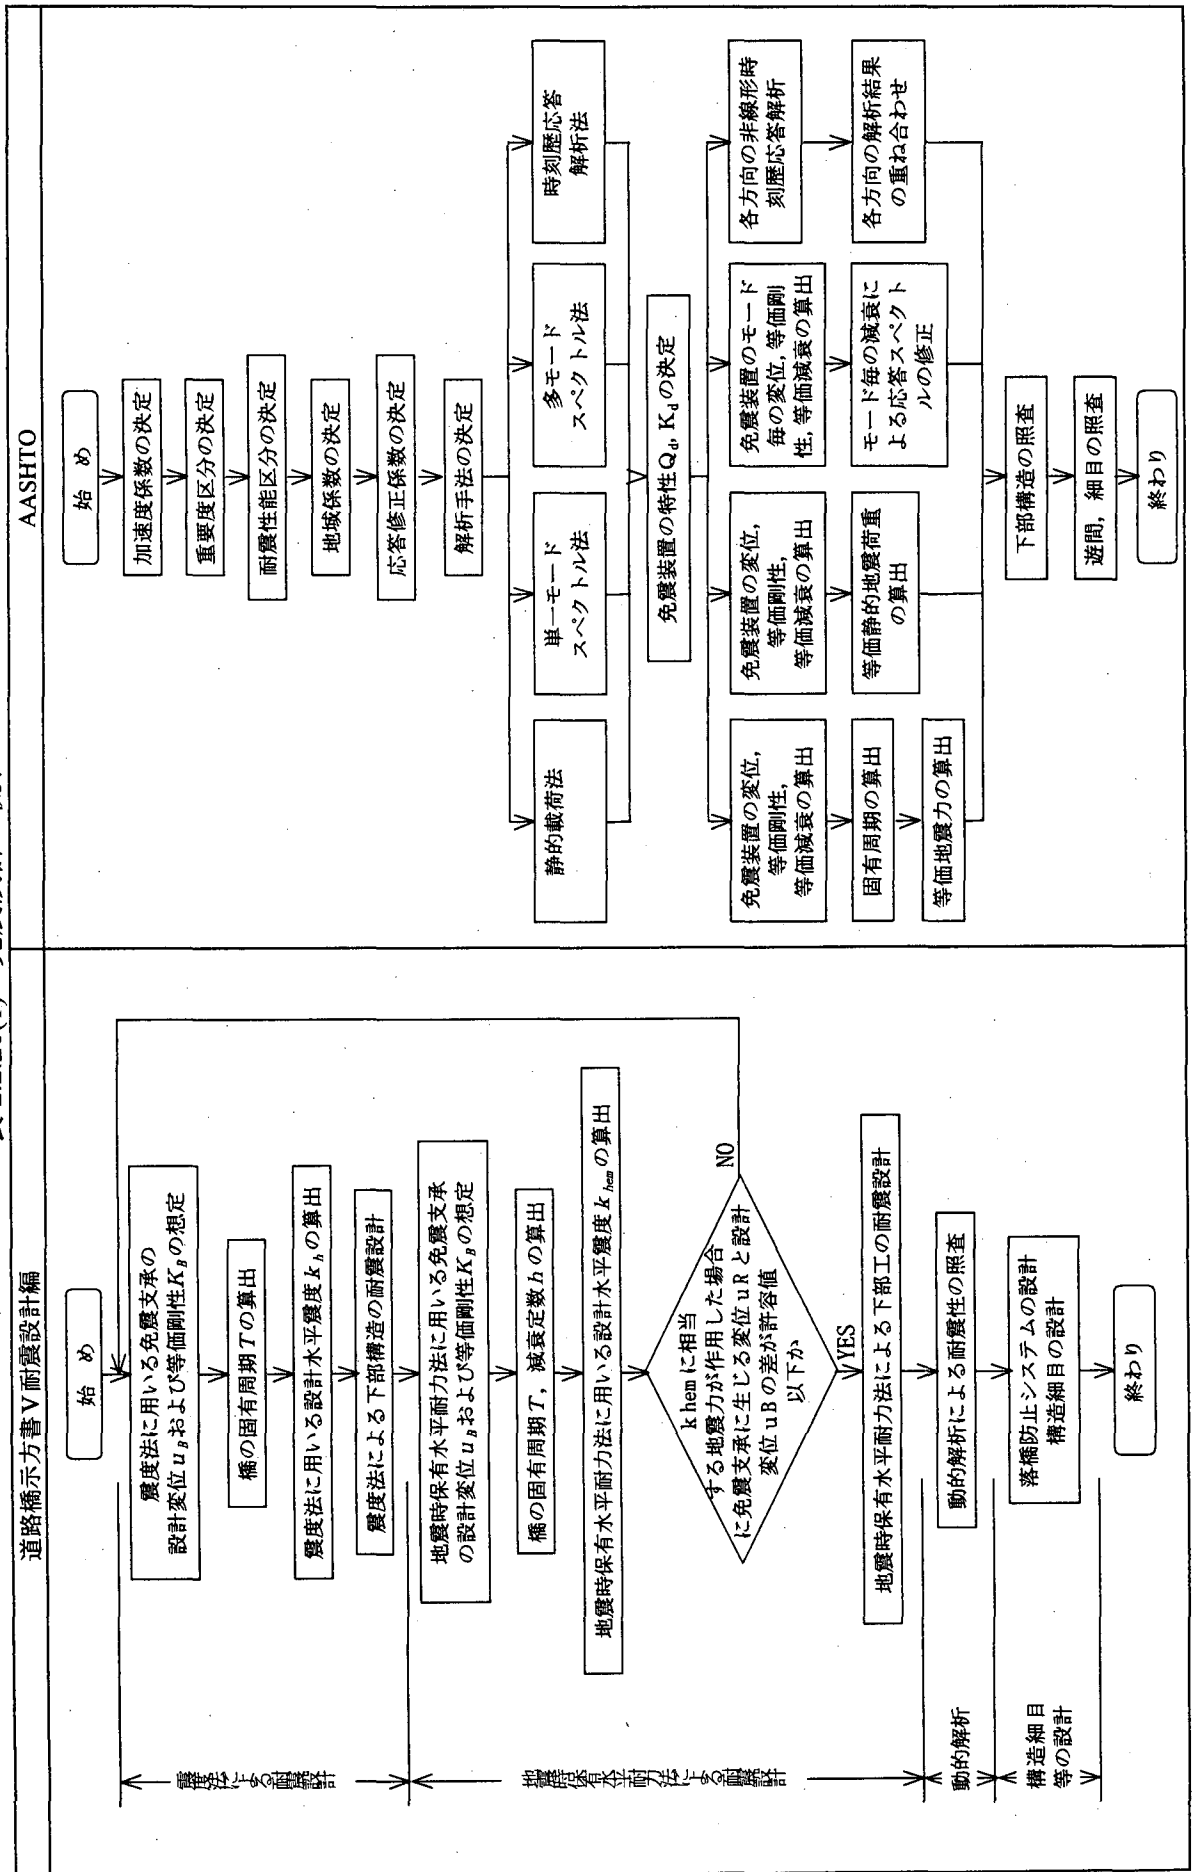 道路橋示方書Ⅴ耐震設計編
始 め
震度法に用いる免震支承の
設計変位uBおよび等価剛性KBの想定
橋の固有周期Tの算出
震度法に用いる設計水平震度khの算出
震度法による下部構造の耐震設計
地震時保有水平耐力法に用いる免震支承
の設計変位uBおよび等価剛性KBの想定
橋の固有周期T，減衰定数hの算出
地震時保有水平耐力法に用いる設計水平震度khemの算出
k hemに相当
する地震力が作用した場合
に免震支承に生じる変位uRと設計
変位uBの差が許容値
以下か
NO
YES
地震時保有水平耐力法による下部工の耐震設計
動的解析による耐震性の照査
落橋防止システムの設計
構造細目の設計
終わり
震度法による耐震設計
地震時保有水平耐力法による耐震設計
動的解析
構造細目
等の設計
AASHTO
始 め
加速度係数の決定
重要度区分の決定
耐震性能区分の決定
地域係数の決定
応答修正係数の決定
解析手法の決定
静的載荷法
単一モード
スペクトル法
多モード
スペクトル法
時刻歴応答
解析法
免震装置の特性Qd, Kdの決定
免震装置の変位,
等価剛性,
等価減衰の算出
固有周期の算出
等価地震力の算出
免震装置の変位,
等価剛性,
等価減衰の算出
等価静的地震荷重
の算出
免震装置のモード
毎の変位, 等価剛
性, 等価減衰の算出
モード毎の減衰に
よる応答スペクト
ルの修正
各方向の非線形時
刻歴応答解析
各方向の解析結果
の重ね合わせ
下部構造の照査
遊間，細目の照査
終わり